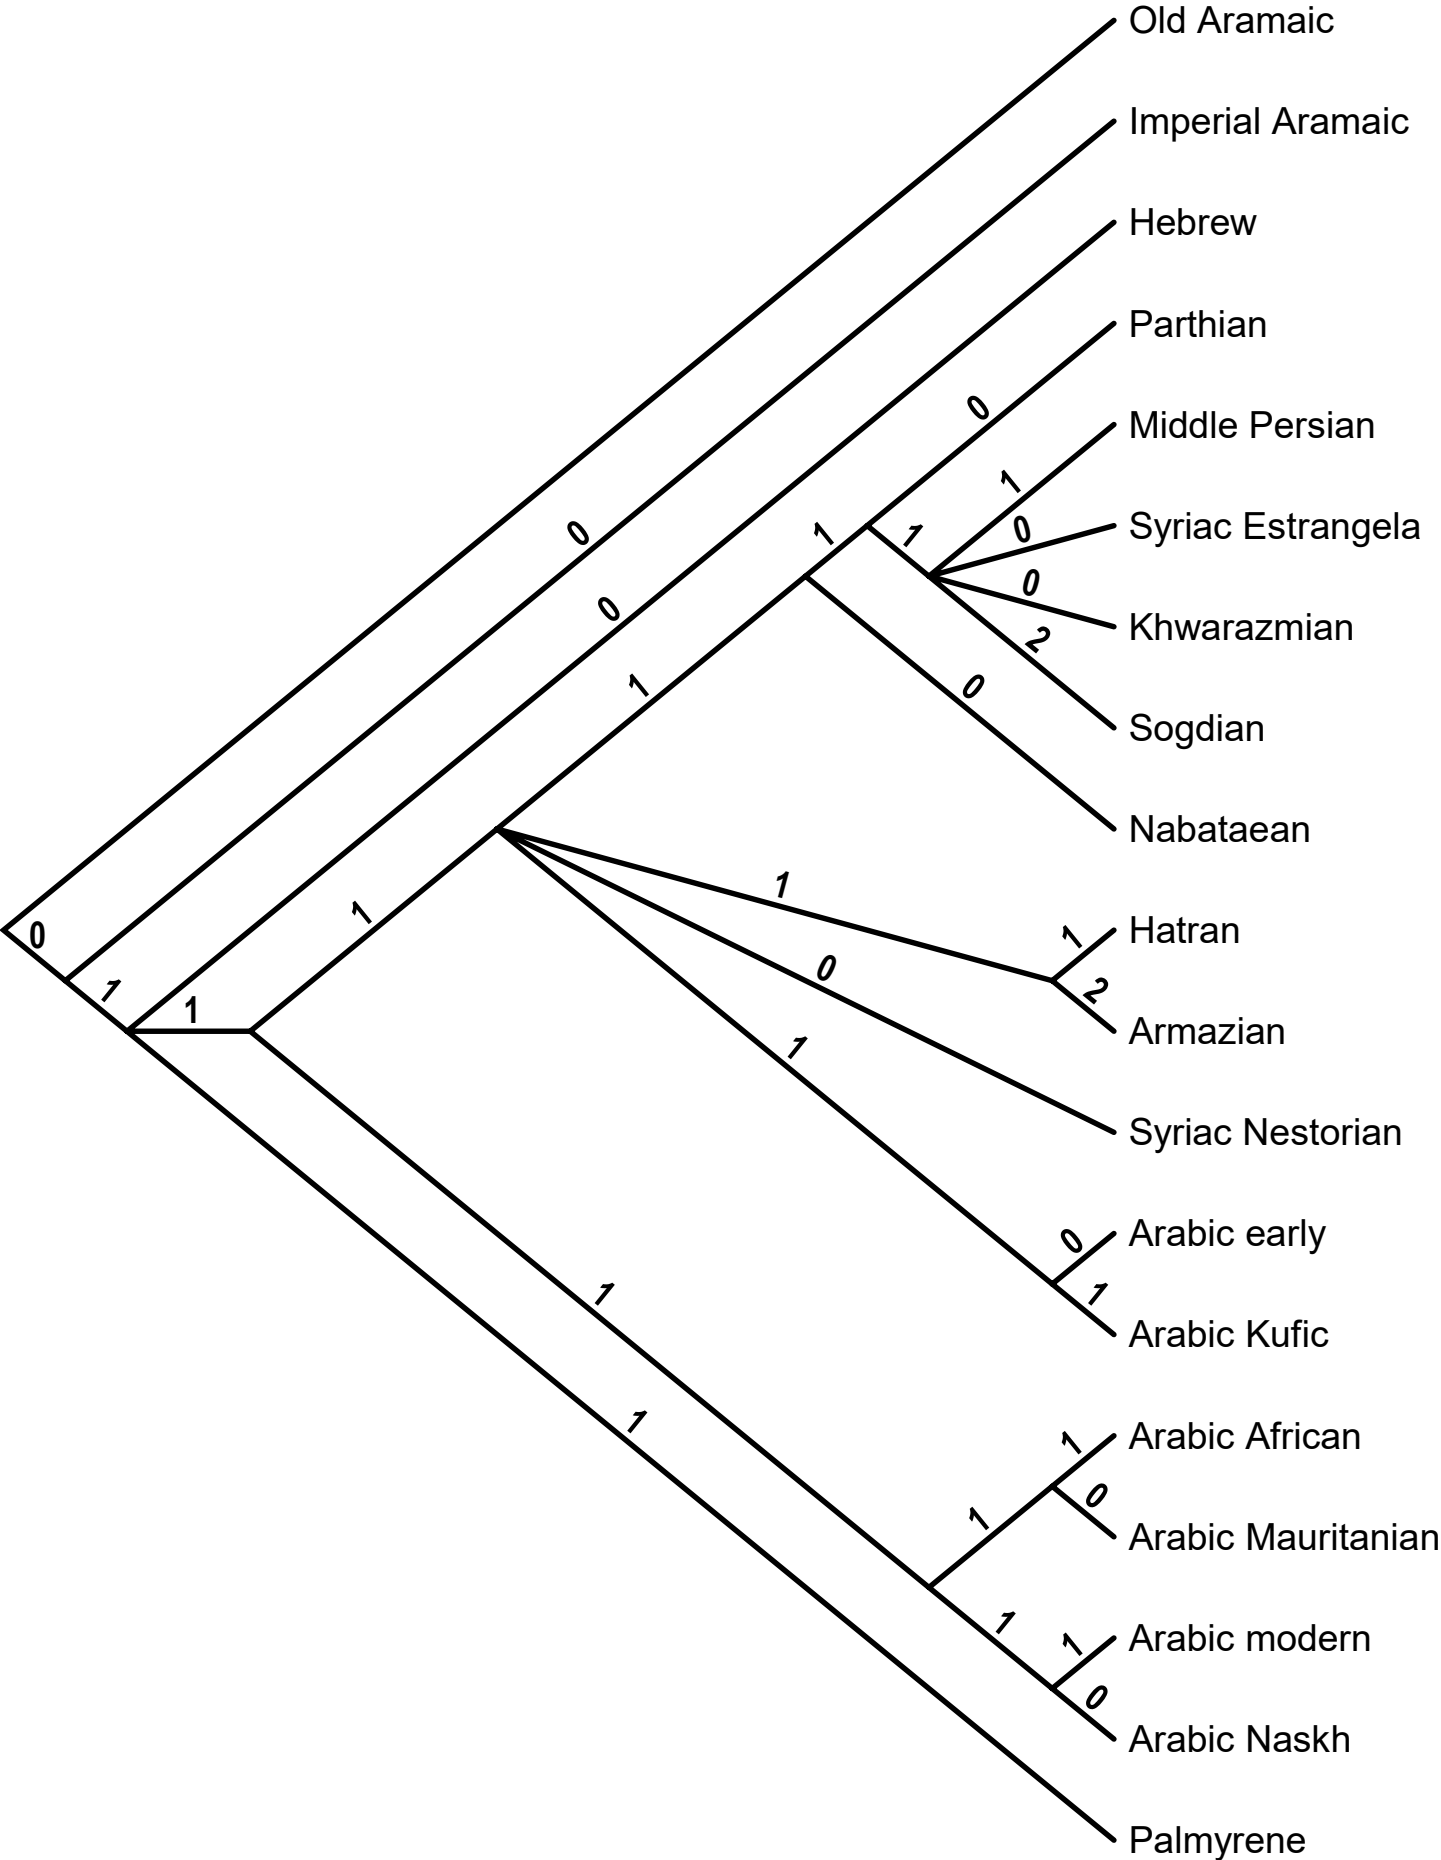 Old Aramaic
Imperial Aramaic
Hebrew
Parthian
0
Middle Persian
1
Syriac Estrangela
0
0
1
1
Khwarazmian
0
0
2
Sogdian
1
0
Nabataean
1
1
Hatran
0
1
0
2
1
Armazian
1
1
Syriac Nestorian
0
Arabic early
1
1
Arabic Kufic
1
1
Arabic African
0
1
Arabic Mauritanian
1
1
Arabic modern
0
Arabic Naskh
Palmyrene